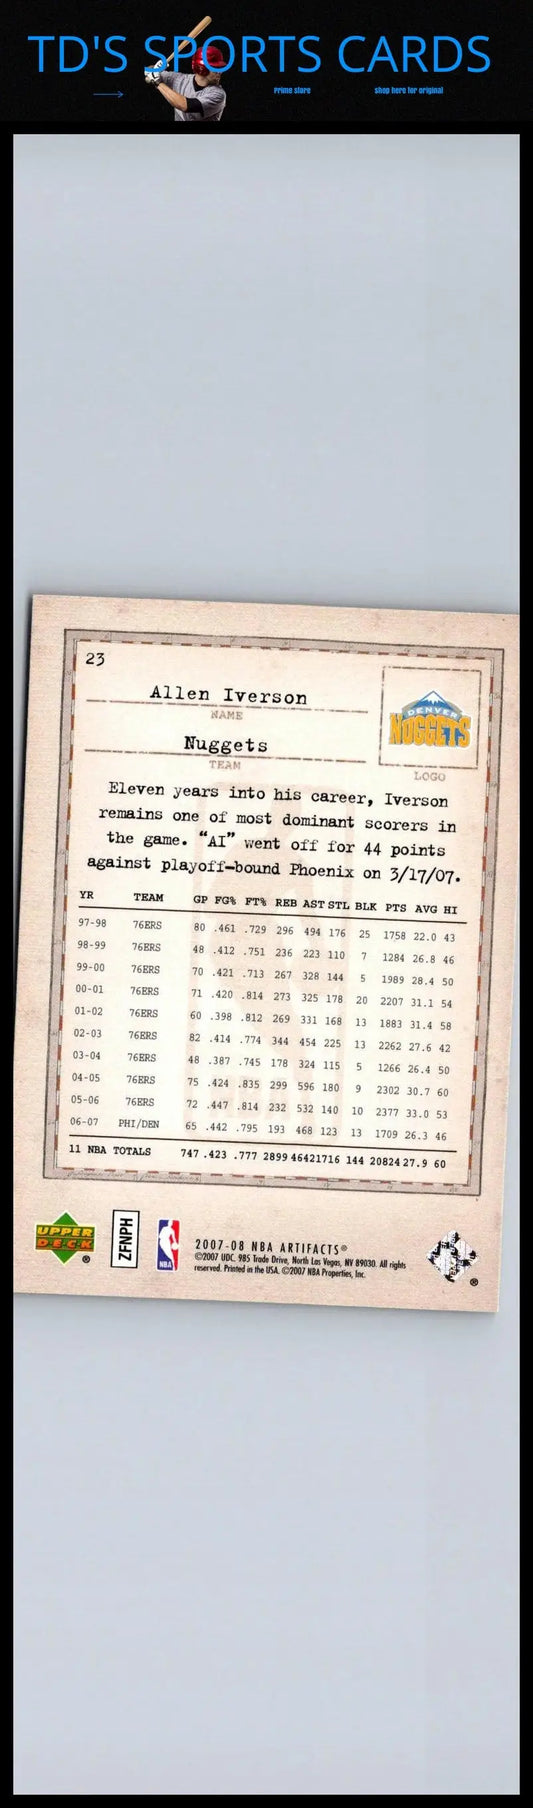 TD'S SPORTS CARDS
Prime store
shop here for original
23
Allen Iverson
NAME
DENVER
NUGGETS
Nuggets
TEAM
LOGO
Eleven years into his career, Iverson
remains one of most dominant scorers in
the game. “AI” went off for 44 points
against playoff-bound Phoenix on 3/17/07.
YR TEAM GP FG% FT% REB AST STL BLK PTS AVG HI
97-98 76ERS 80 .461 .729 296 494 176 25 1758 22.0 43
98-99 76ERS 48 .412 .751 236 223 110 7 1284 26.8 46
99-00 76ERS 70 .421 .713 267 328 144 5 1989 28.4 50
00-01 76ERS 71 .420 .814 273 325 178 20 2207 31.1 54
01-02 76ERS 60 .398 .812 269 331 168 13 1883 31.4 58
02-03 76ERS 82 .414 .774 344 454 225 13 2262 27.6 42
03-04 76ERS 48 .387 .745 178 324 115 5 1266 26.4 50
04-05 76ERS 75 .424 .835 299 596 180 9 2302 30.7 60
05-06 76ERS 72 .447 .814 232 532 140 10 2377 33.0 53
06-07 PHI/DEN 65 .442 .795 193 468 123 13 1709 26.3 46
11 NBA TOTALS 747 .423 .777 2899 4642 1716 144 20824 27.9 60
UPPER
DECK
®
ZFNPH
NBA
2007-08 NBA ARTIFACTS®
©2007 UDC. 985 Trade Drive, North Las Vegas, NV 89030. All rights
reserved. Printed in the USA. ©2007 NBA Properties, Inc.
®